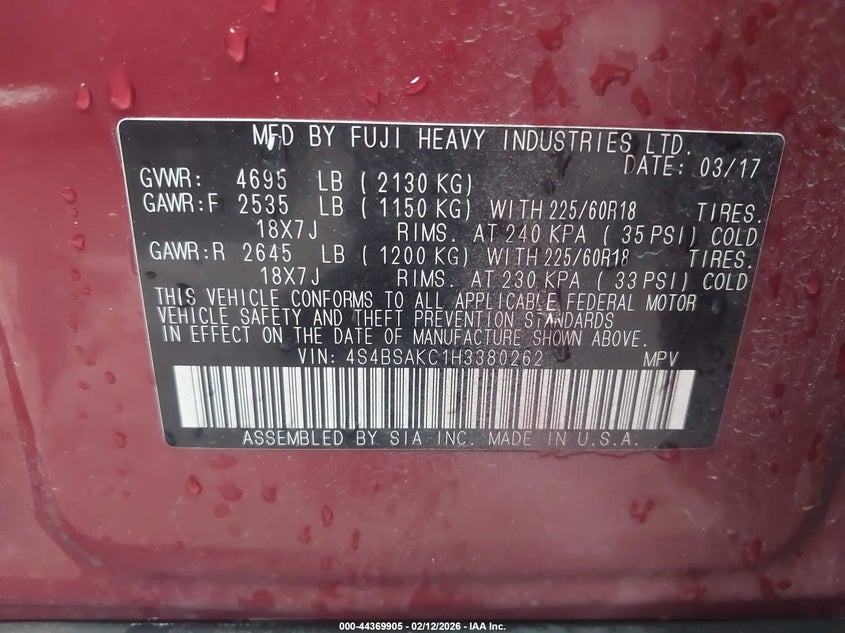 MFD BY FUJI HEAVY INDUSTRIES LTD.
DATE: 03/17
GVWR: 4695 LB ( 2130 KG)
GAWR:F 2535 LB ( 1150 KG) WITH 225/60R18 TIRES.
18X7J RIMS. AT 240 KPA ( 35 PSI) COLD
GAWR:R 2645 LB ( 1200 KG) WITH 225/60R18 TIRES.
18X7J RIMS. AT 230 KPA ( 33 PSI) COLD
THIS VEHICLE CONFORMS TO ALL APPLICABLE FEDERAL MOTOR
VEHICLE SAFETY AND THEFT PREVENTION STANDARDS
IN EFFECT ON THE DATE OF MANUFACTURE SHOWN ABOVE.
VIN: 4S4BSAKC1H3380262 MPV
ASSEMBLED BY SIA INC. MADE IN U.S.A.
000-44369905 - 02/12/2026 - IAA Inc.